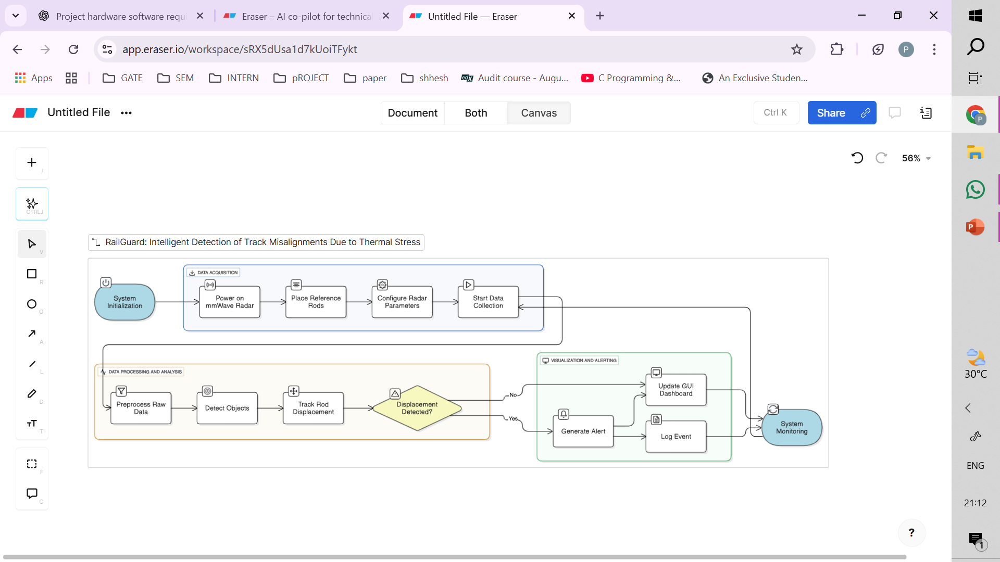 Project hardware software requi
Eraser – AI co-pilot for technical
Untitled File — Eraser
app.eraser.io/workspace/sRX5dUsa1d7kUoiTFykt
P
Apps
GATE
SEM
INTERN
pROJECT
paper
shhesh
edX
Audit course - Augu...
C Programming &...
An Exclusive Studen...
Untitled File
Document
Both
Canvas
Ctrl K
Share
/
CTRLJ
V
R
O
A
L
D
T
F
C
56%
RailGuard: Intelligent Detection of Track Misalignments Due to Thermal Stress
System
Initialization
DATA ACQUISITION
Power on
mmWave Radar
Place Reference
Rods
Configure Radar
Parameters
Start Data
Collection
DATA PROCESSING AND ANALYSIS
Preprocess Raw
Data
Detect Objects
Track Rod
Displacement
Displacement
Detected?
No
Yes
VISUALIZATION AND ALERTING
Update GUI
Dashboard
Generate Alert
Log Event
System
Monitoring
?
P
P
30°C
ENG
21:12
1